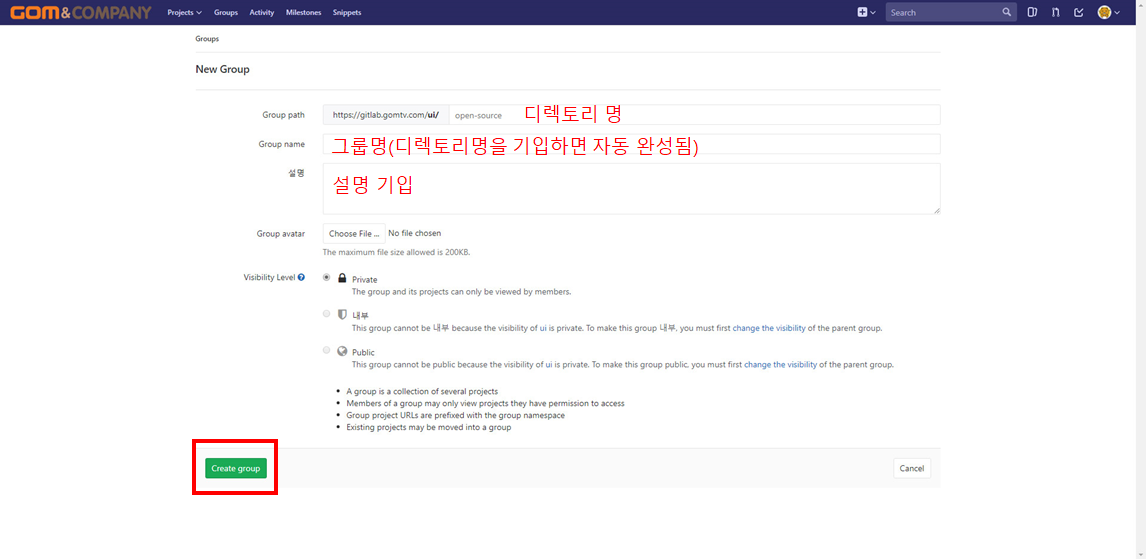 GOM&COMPANY Projects Groups Activity Milestones Snippets Search
Groups
New Group
Group path https://gitlab.gomtv.com/ui/ open-source 디렉토리 명
Group name 그룹명(디렉토리명을 기입하면 자동 완성됨)
설명 설명 기입
Group avatar Choose File ... No file chosen
The maximum file size allowed is 200KB.
Visibility Level Private
The group and its projects can only be viewed by members.
내부
This group cannot be 내부 because the visibility of ui is private. To make this group 내부, you must first change the visibility of the parent group.
Public
This group cannot be public because the visibility of ui is private. To make this group public, you must first change the visibility of the parent group.
• A group is a collection of several projects
• Members of a group may only view projects they have permission to access
• Group project URLs are prefixed with the group namespace
• Existing projects may be moved into a group
Create group Cancel